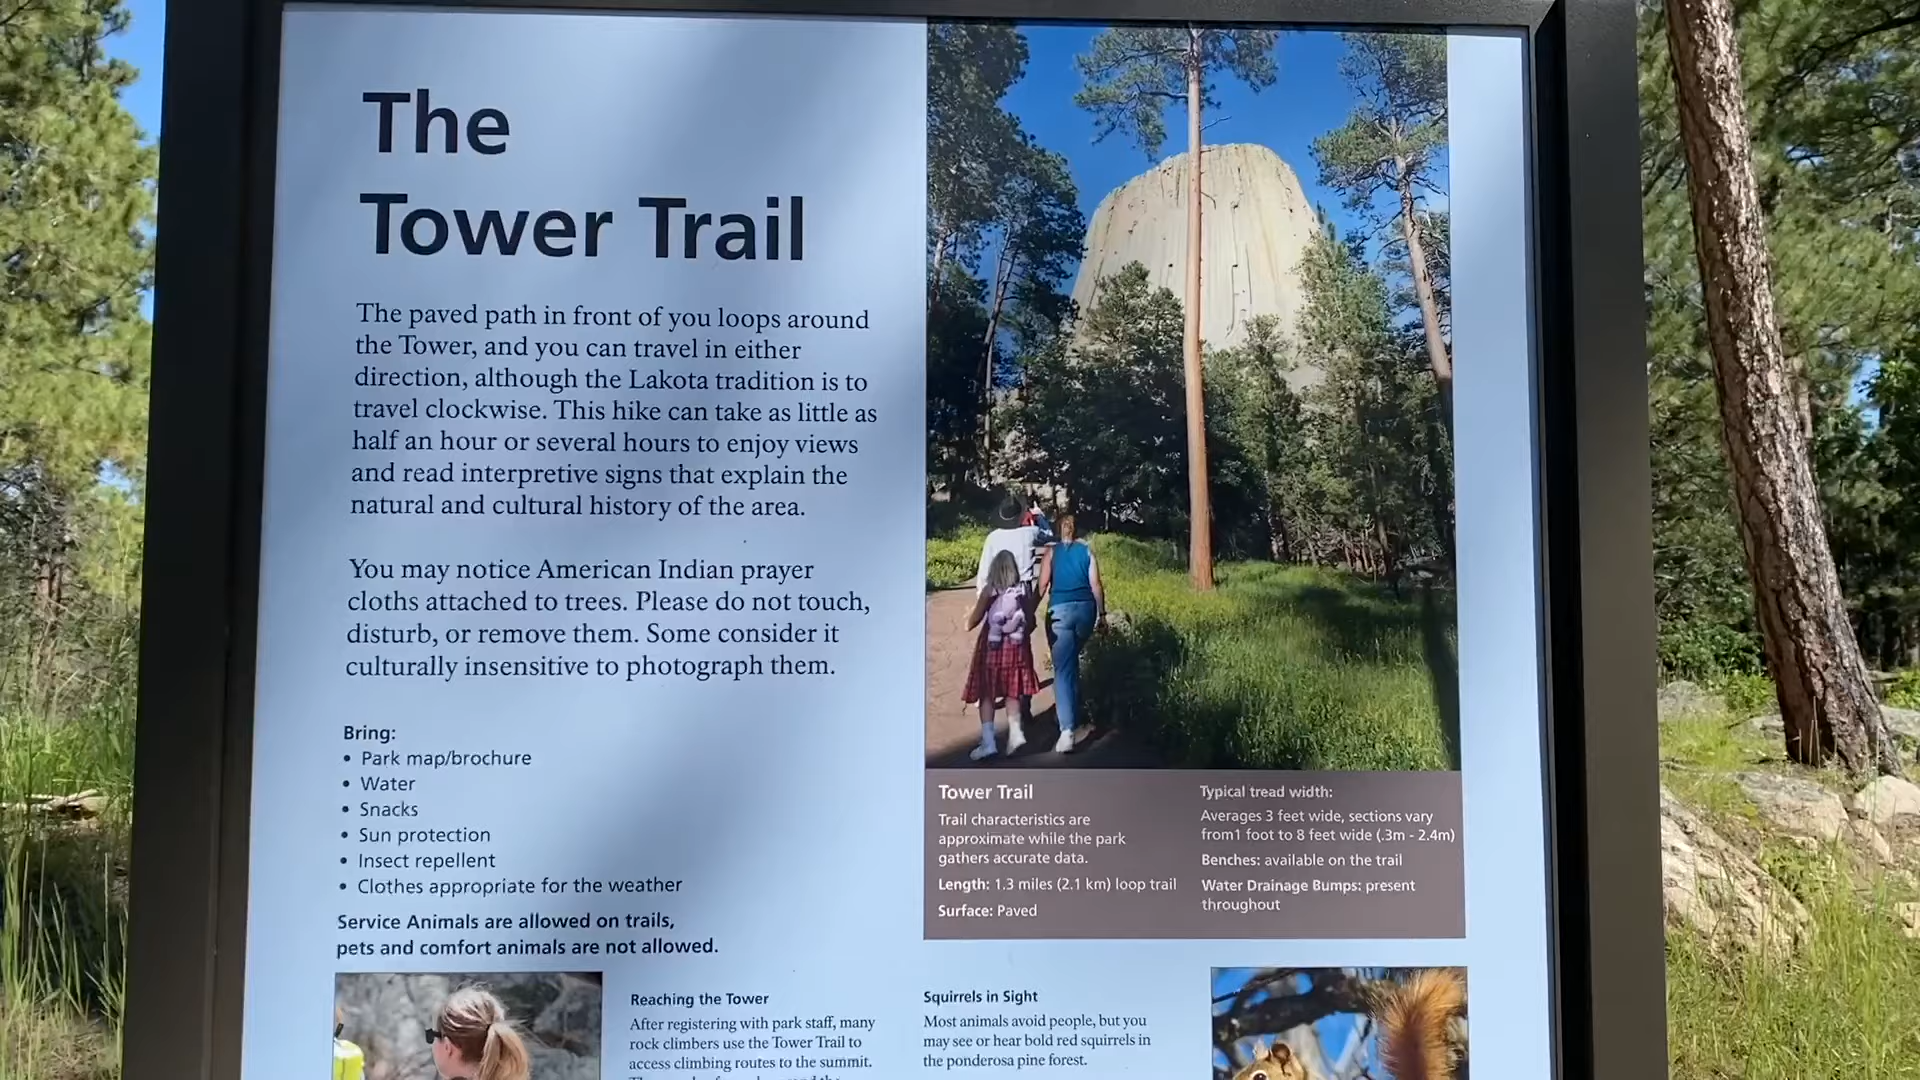 The
Tower Trail
The paved path in front of you loops around
the Tower, and you can travel in either
direction, although the Lakota tradition is to
travel clockwise. This hike can take as little as
half an hour or several hours to enjoy views
and read interpretive signs that explain the
natural and cultural history of the area.
You may notice American Indian prayer
cloths attached to trees. Please do not touch,
disturb, or remove them. Some consider it
culturally insensitive to photograph them.
Bring:
• Park map/brochure
• Water
• Snacks
• Sun protection
• Insect repellent
• Clothes appropriate for the weather
Service Animals are allowed on trails,
pets and comfort animals are not allowed.
Tower Trail
Trail characteristics are
approximate while the park
gathers accurate data.
Length: 1.3 miles (2.1 km) loop trail
Surface: Paved
Typical tread width:
Averages 3 feet wide, sections vary
from1 foot to 8 feet wide (.3m - 2.4m)
Benches: available on the trail
Water Drainage Bumps: present
throughout
Reaching the Tower
After registering with park staff, many
rock climbers use the Tower Trail to
access climbing routes to the summit.
Squirrels in Sight
Most animals avoid people, but you
may see or hear bold red squirrels in
the ponderosa pine forest.